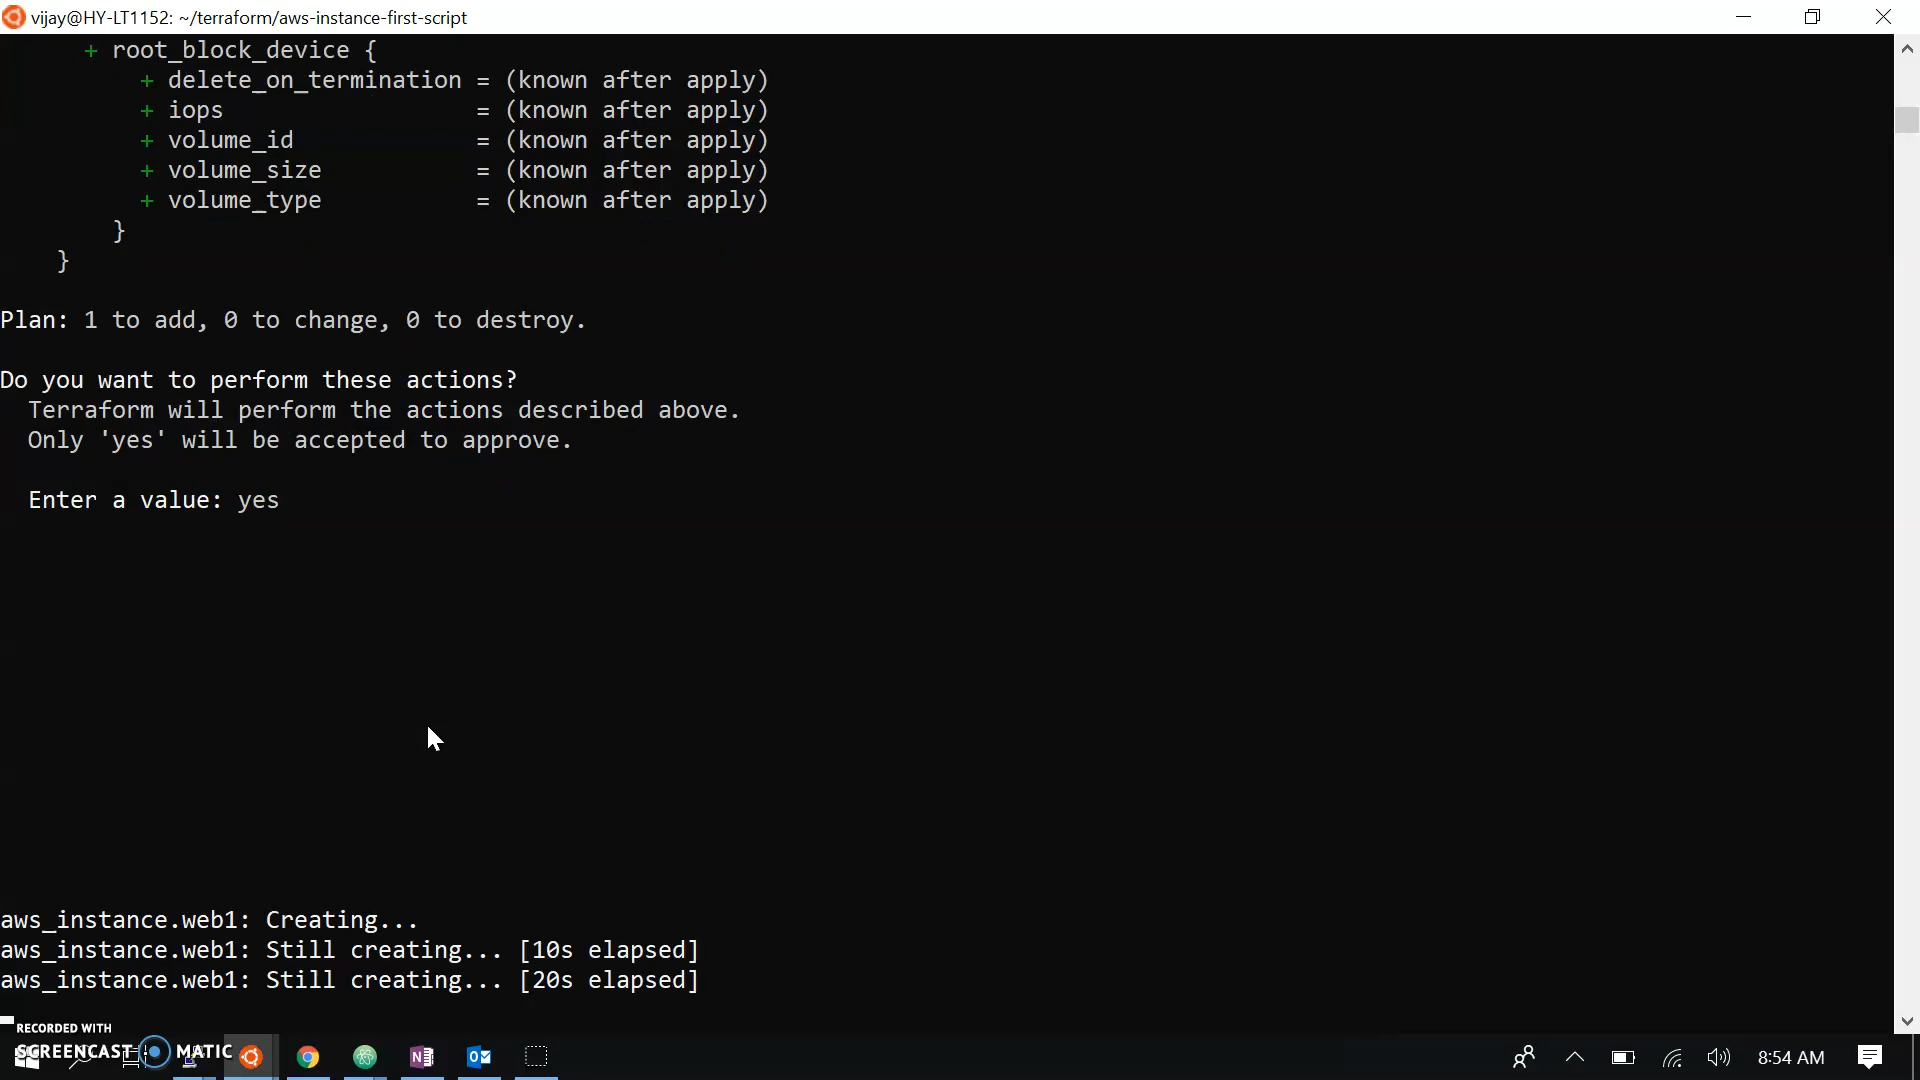 vijay@HY-LT1152: ~/terraform/aws-instance-first-script
+ root_block_device {
+ delete_on_termination = (known after apply)
+ iops = (known after apply)
+ volume_id = (known after apply)
+ volume_size = (known after apply)
+ volume_type = (known after apply)
}
}
Plan: 1 to add, 0 to change, 0 to destroy.
Do you want to perform these actions?
Terraform will perform the actions described above.
Only 'yes' will be accepted to approve.
Enter a value: yes
aws_instance.web1: Creating...
aws_instance.web1: Still creating... [10s elapsed]
aws_instance.web1: Still creating... [20s elapsed]
RECORDED WITH
SCREENCAST MATIC
8:54 AM